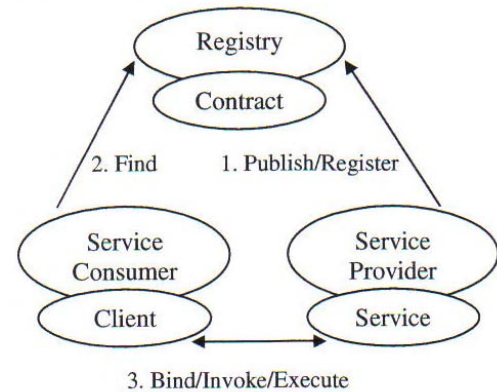 Registry
Contract
2. Find
1. Publish/Register
Service
Consumer
Client
Service
Provider
Service
3. Bind/Invoke/Execute